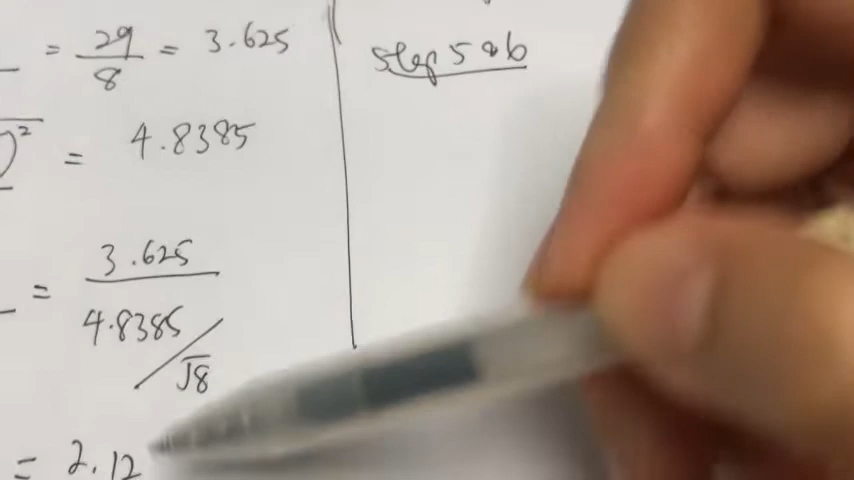 = 29/8 = 3.625
)² = 4.8385
= 3.625
4.8385/√8
= 2.12
step 5 & 6